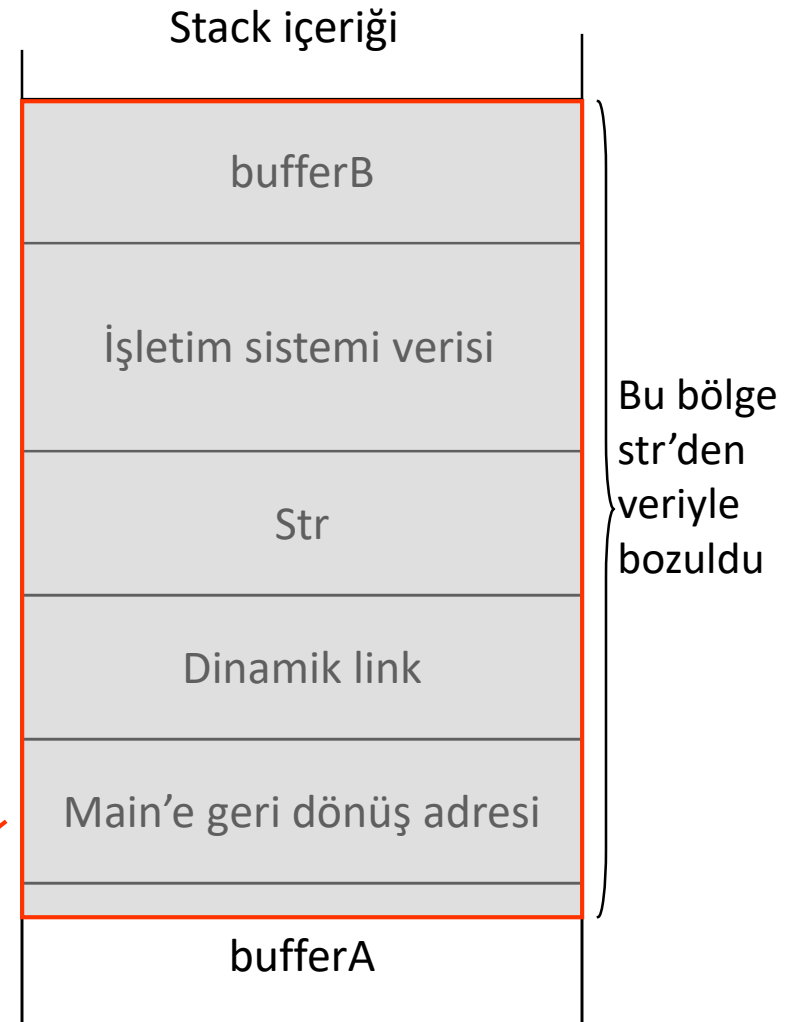 Stack içeriği
bufferB
İşletim sistemi verisi
Str
Dinamik link
Main’e geri dönüş adresi
bufferA
Bu bölge
str’den
veriyle
bozuldu